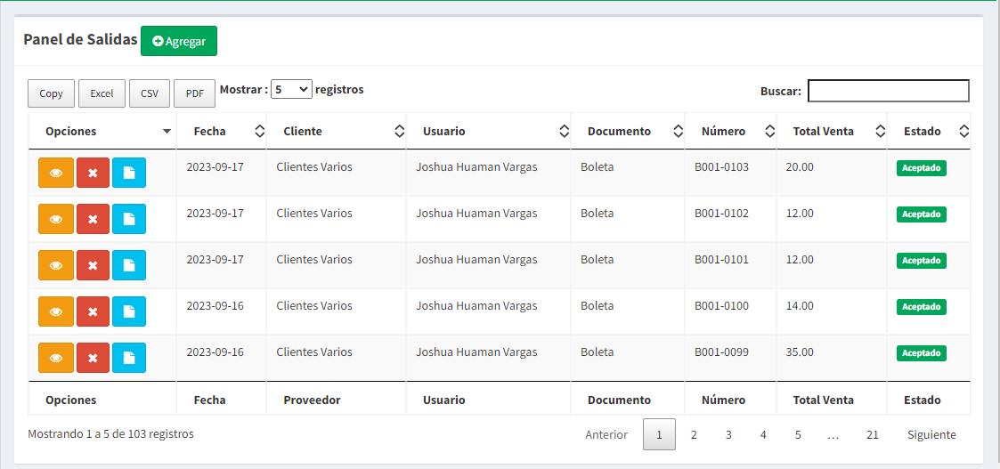 Panel de Salidas Agregar
Copy Excel CSV PDF Mostrar : 5 registros Buscar:
Opciones Fecha Cliente Usuario Documento Número Total Venta Estado
2023-09-17 Clientes Varios Joshua Huaman Vargas Boleta B001-0103 20.00 Aceptado
2023-09-17 Clientes Varios Joshua Huaman Vargas Boleta B001-0102 12.00 Aceptado
2023-09-17 Clientes Varios Joshua Huaman Vargas Boleta B001-0101 12.00 Aceptado
2023-09-16 Clientes Varios Joshua Huaman Vargas Boleta B001-0100 14.00 Aceptado
2023-09-16 Clientes Varios Joshua Huaman Vargas Boleta B001-0099 35.00 Aceptado
Opciones Fecha Proveedor Usuario Documento Número Total Venta Estado
Mostrando 1 a 5 de 103 registros Anterior 1 2 3 4 5 … 21 Siguiente